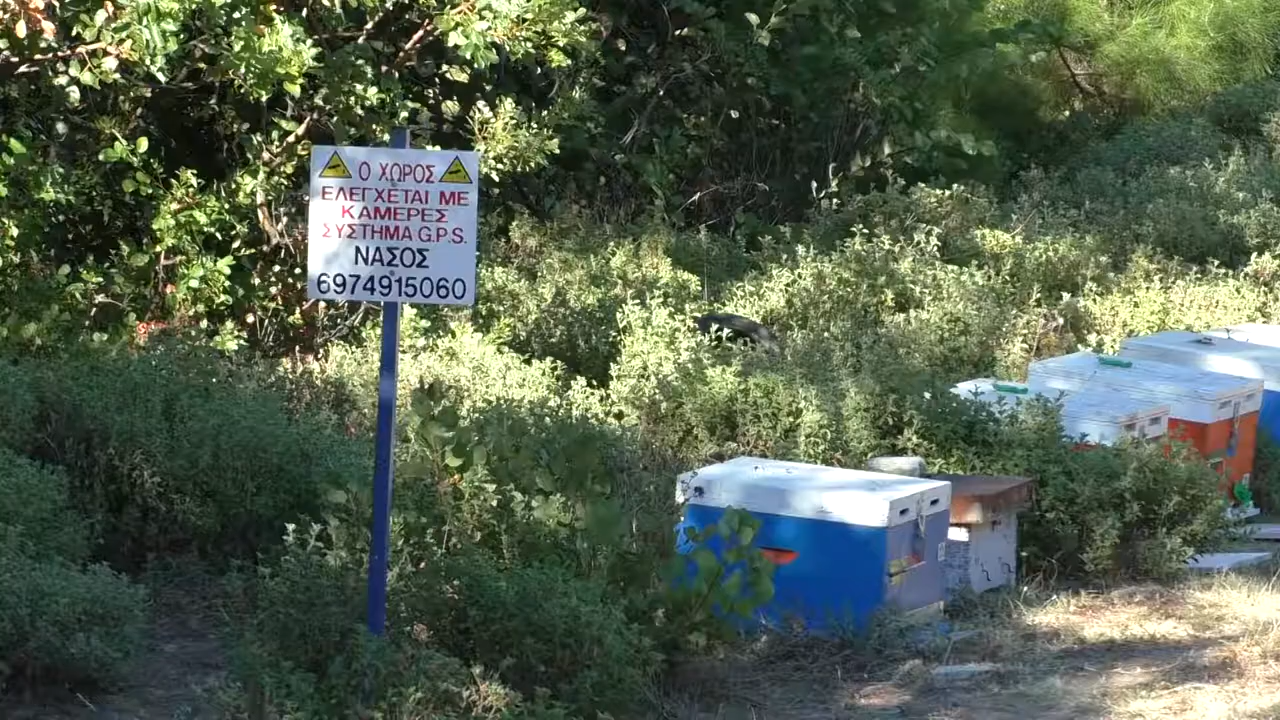 Ο ΧΩΡΟΣ
ΕΛΕΓΧΕΤΑΙ ΜΕ
ΚΑΜΕΡΕΣ
ΣΥΣΤΗΜΑ G.P.S.
ΝΑΣΟΣ
6974915060